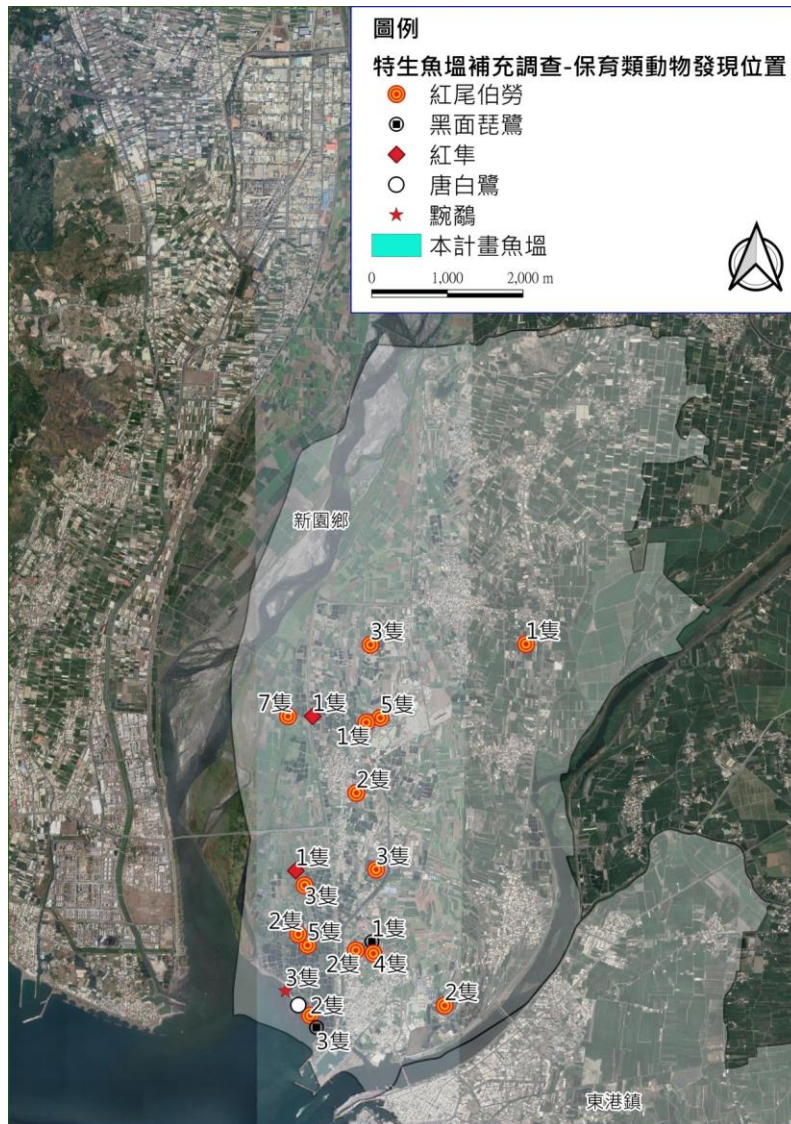 圖例
特生魚塭補充調查-保育類動物發現位置
紅尾伯勞
黑面琵鷺
紅隼
唐白鷺
黦鷸
本計畫魚塭
0 1,000 2,000 m
新園鄉
3隻
1隻
7隻
1隻
5隻
1隻
2隻
1隻
3隻
3隻
2隻
5隻
1隻
2隻
4隻
3隻
2隻
2隻
3隻
東港鎮